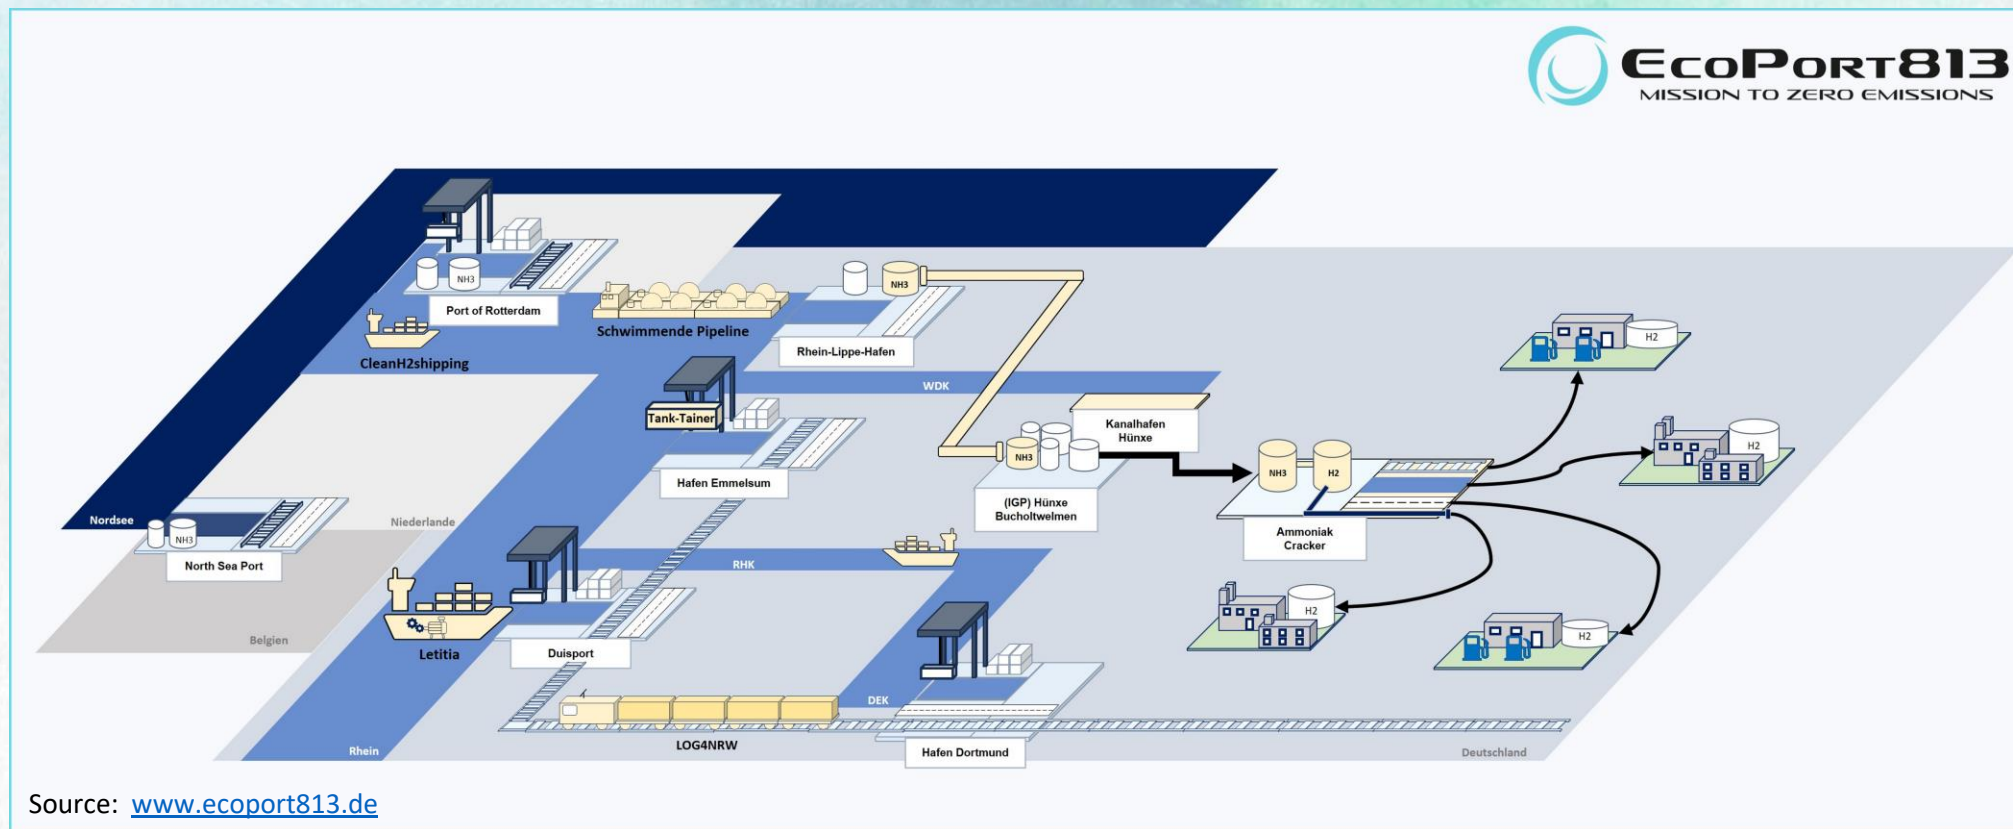 ECOPORT813
MISSION TO ZERO EMISSIONS
NH3
Port of Rotterdam
CleanH2shipping
Schwimmende Pipeline
NH3
Rhein-Lippe-Hafen
WDK
Tank-Tainer
Hafen Emmelsum
Kanalhafen
Hünxe
NH3
(IGP) Hünxe
Bucholtwelmen
NH3
H2
Ammoniak
Cracker
H2
H2
H2
H2
Nordsee
Niederlande
NH3
North Sea Port
Belgien
RHK
Letitia
Duisport
DEK
LOG4NRW
Hafen Dortmund
Rhein
Deutschland
Source: www.ecoport813.de